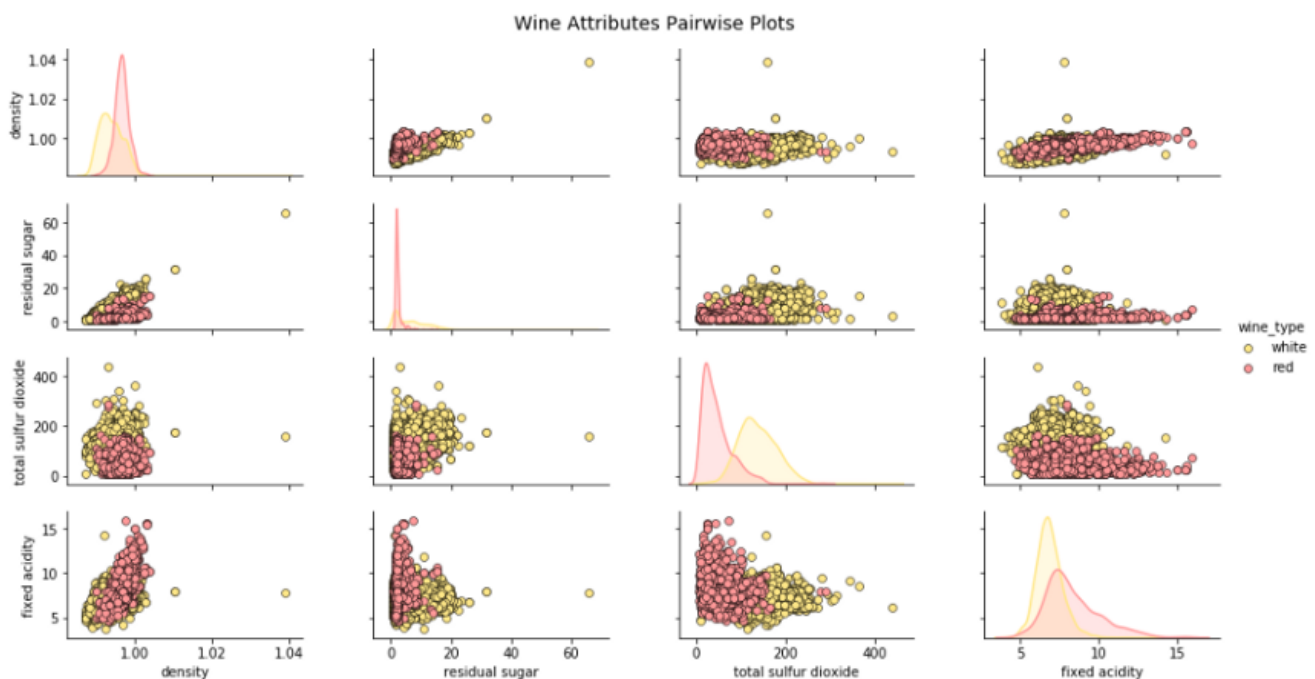 Wine Attributes Pairwise Plots
1.04
1.02
1.00
density
60
40
20
0
residual sugar
wine_type
white
red
400
200
0
total sulfur dioxide
15
10
5
fixed acidity
1.00 1.02 1.04
0 20 40 60
0 200 400
5 10 15
density
residual sugar
total sulfur dioxide
fixed acidity